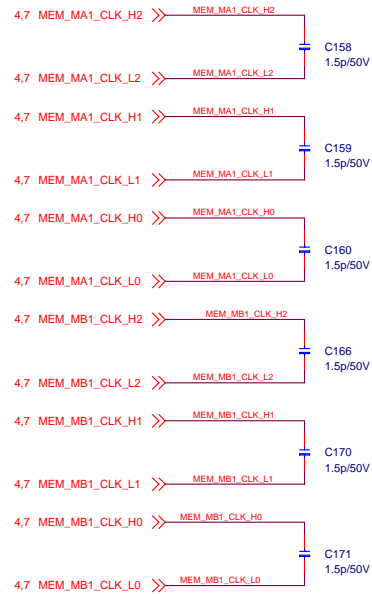 4,7 MEM_MA1_CLK_H2 MEM_MA1_CLK_H2
C158
1.5p/50V
4,7 MEM_MA1_CLK_L2 MEM_MA1_CLK_L2
4,7 MEM_MA1_CLK_H1 MEM_MA1_CLK_H1
C159
1.5p/50V
4,7 MEM_MA1_CLK_L1 MEM_MA1_CLK_L1
4,7 MEM_MA1_CLK_H0 MEM_MA1_CLK_H0
C160
1.5p/50V
4,7 MEM_MA1_CLK_L0 MEM_MA1_CLK_L0
4,7 MEM_MB1_CLK_H2 MEM_MB1_CLK_H2
C166
1.5p/50V
4,7 MEM_MB1_CLK_L2 MEM_MB1_CLK_L2
4,7 MEM_MB1_CLK_H1 MEM_MB1_CLK_H1
C170
1.5p/50V
4,7 MEM_MB1_CLK_L1 MEM_MB1_CLK_L1
4,7 MEM_MB1_CLK_H0 MEM_MB1_CLK_H0
C171
1.5p/50V
4,7 MEM_MB1_CLK_L0 MEM_MB1_CLK_L0